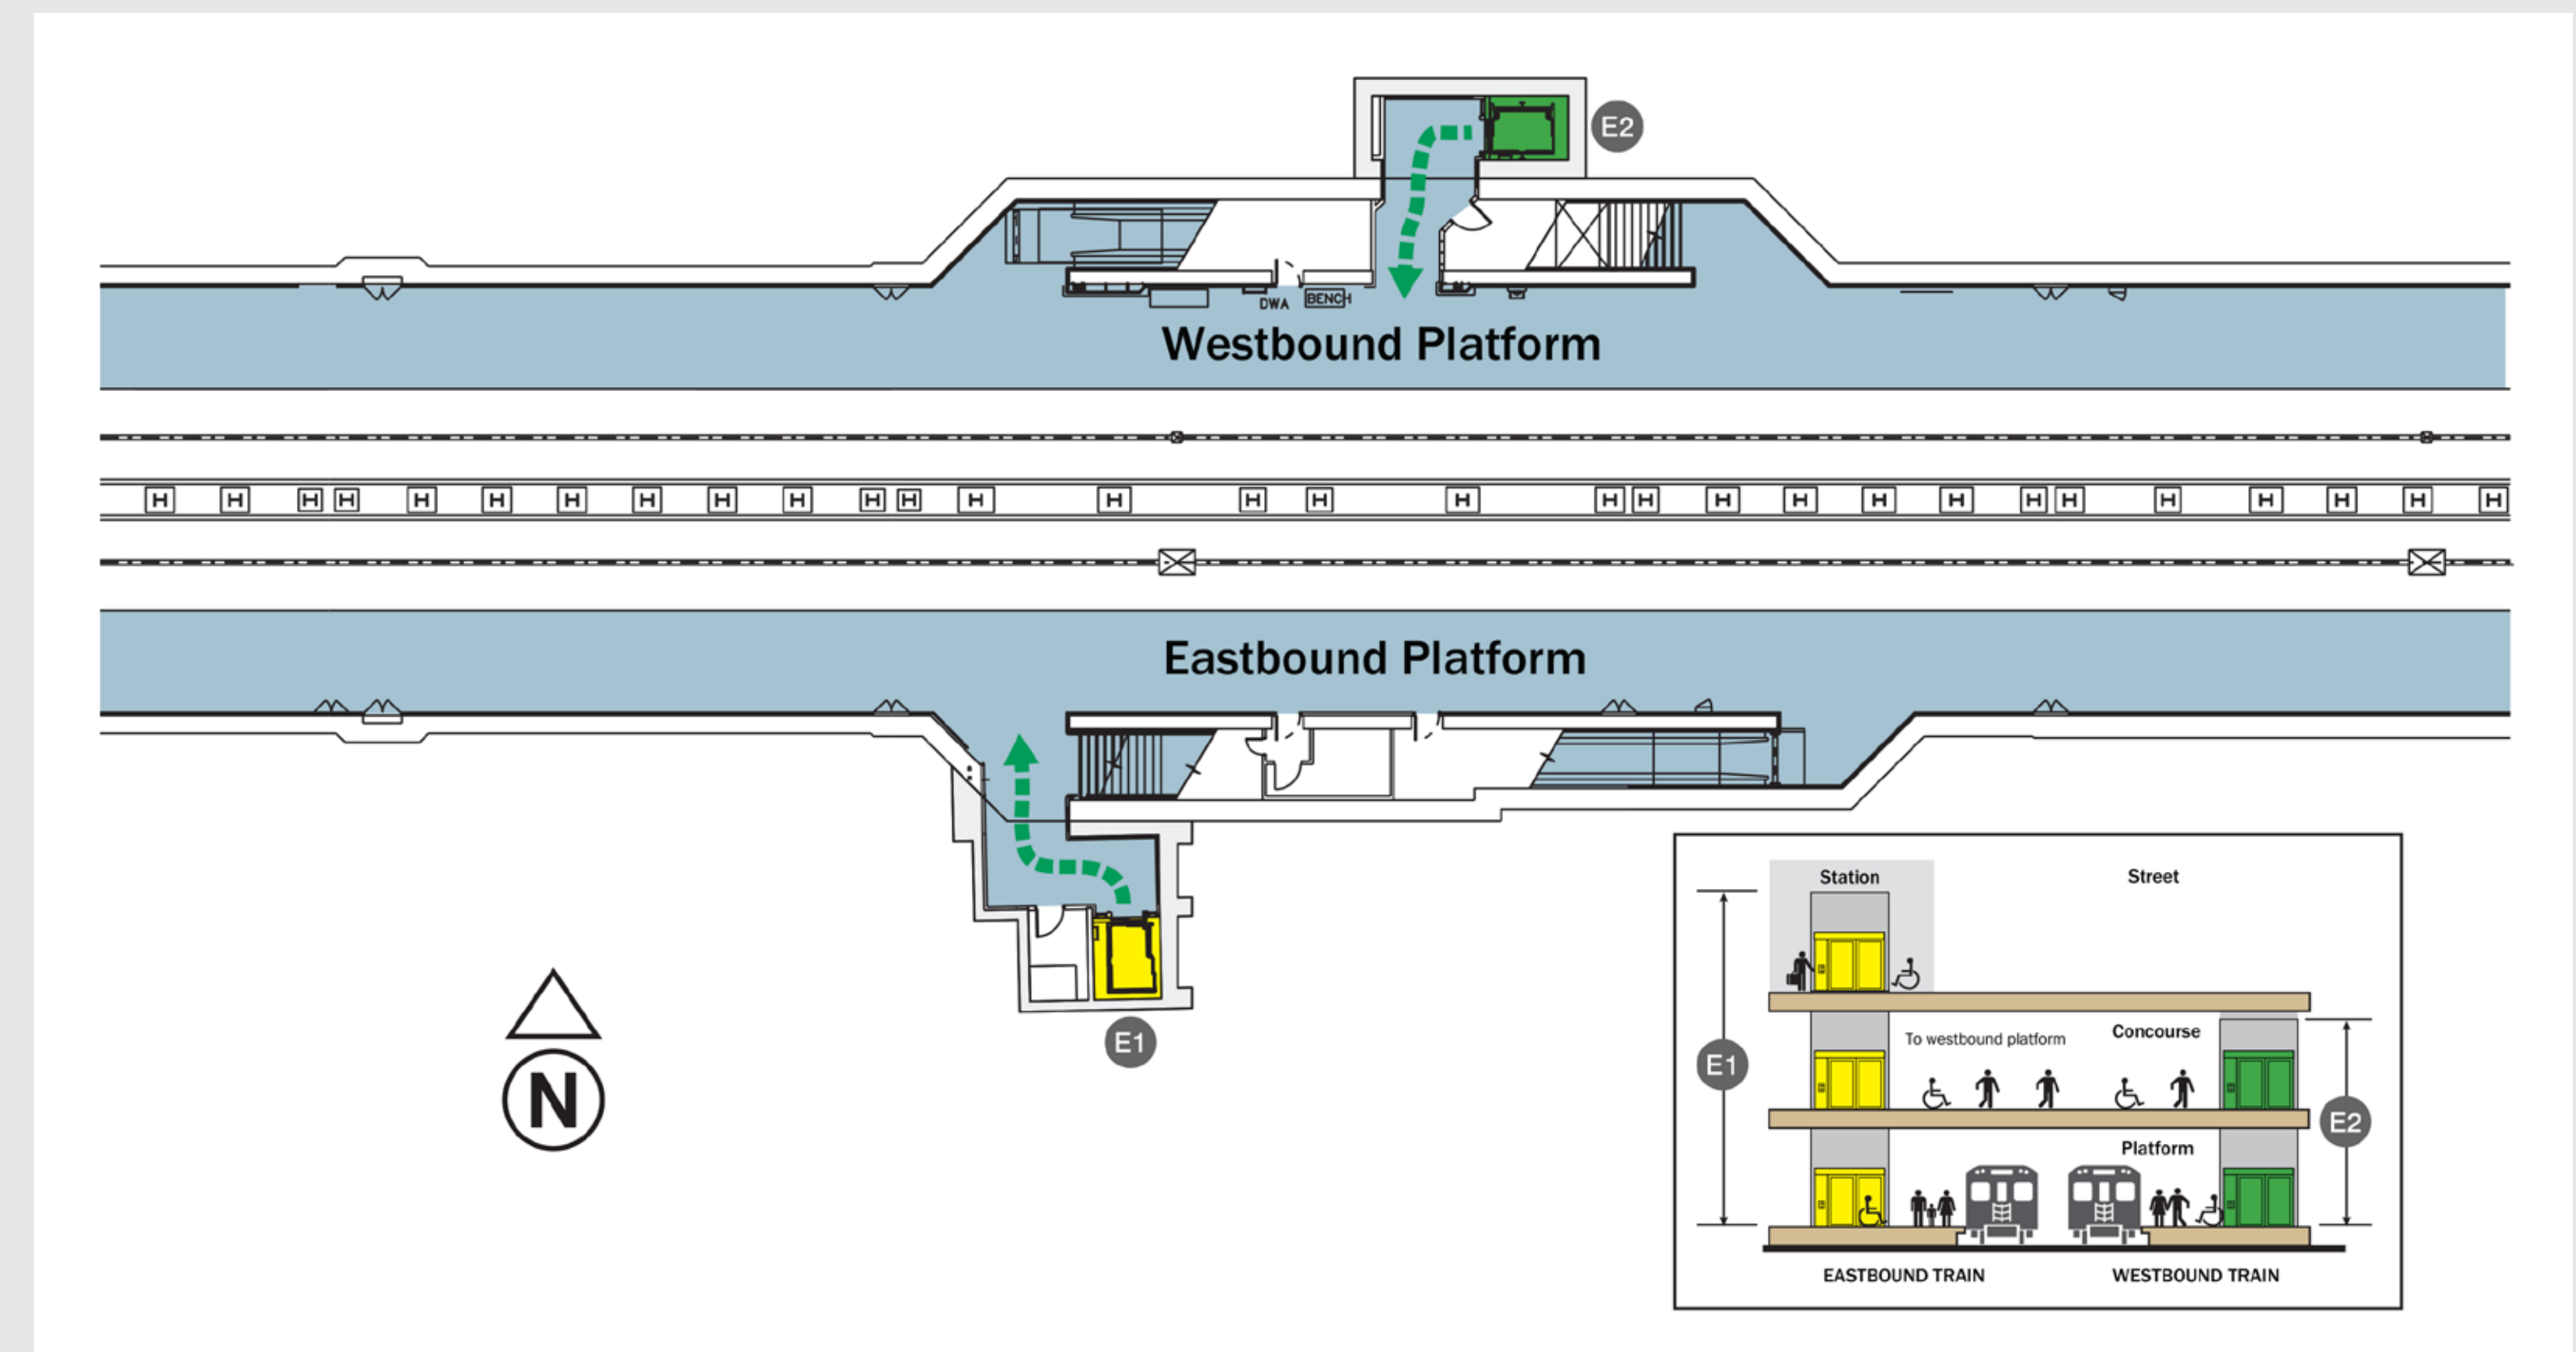 E2
DWA
BENCH
Westbound Platform
H H H H H H H H H H H H H H H H H H H H H H H H H H H H H H
Eastbound Platform
E1
N
Station
Street
To westbound platform
Concourse
E1
E2
Platform
EASTBOUND TRAIN
WESTBOUND TRAIN